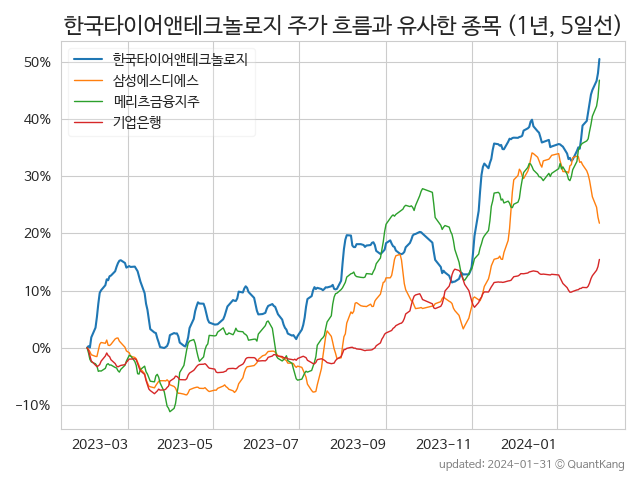 한국타이어앤테크놀로지 주가 흐름과 유사한 종목 (1년, 5일선)
한국타이어앤테크놀로지
삼성에스디에스
메리츠금융지주
기업은행
50%
40%
30%
20%
10%
0%
−10%
2023-03 2023-05 2023-07 2023-09 2023-11 2024-01
updated: 2024-01-31 © QuantKang